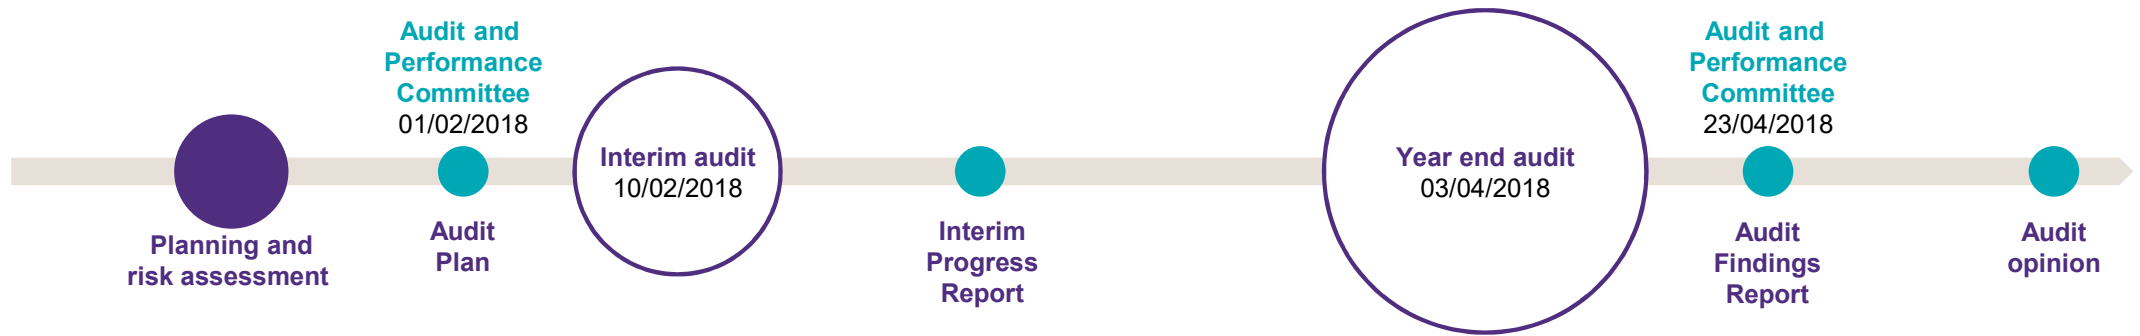 Planning and
risk assessment
Audit and
Performance
Committee
01/02/2018
Audit
Plan
Interim audit
10/02/2018
Interim
Progress
Report
Year end audit
03/04/2018
Audit and
Performance
Committee
23/04/2018
Audit
Findings
Report
Audit
opinion